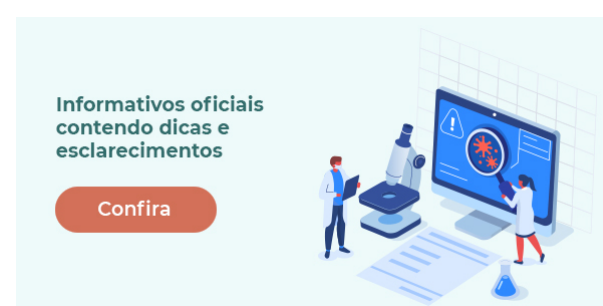 Informativos oficiais
contendo dicas e
esclarecimentos
Confira